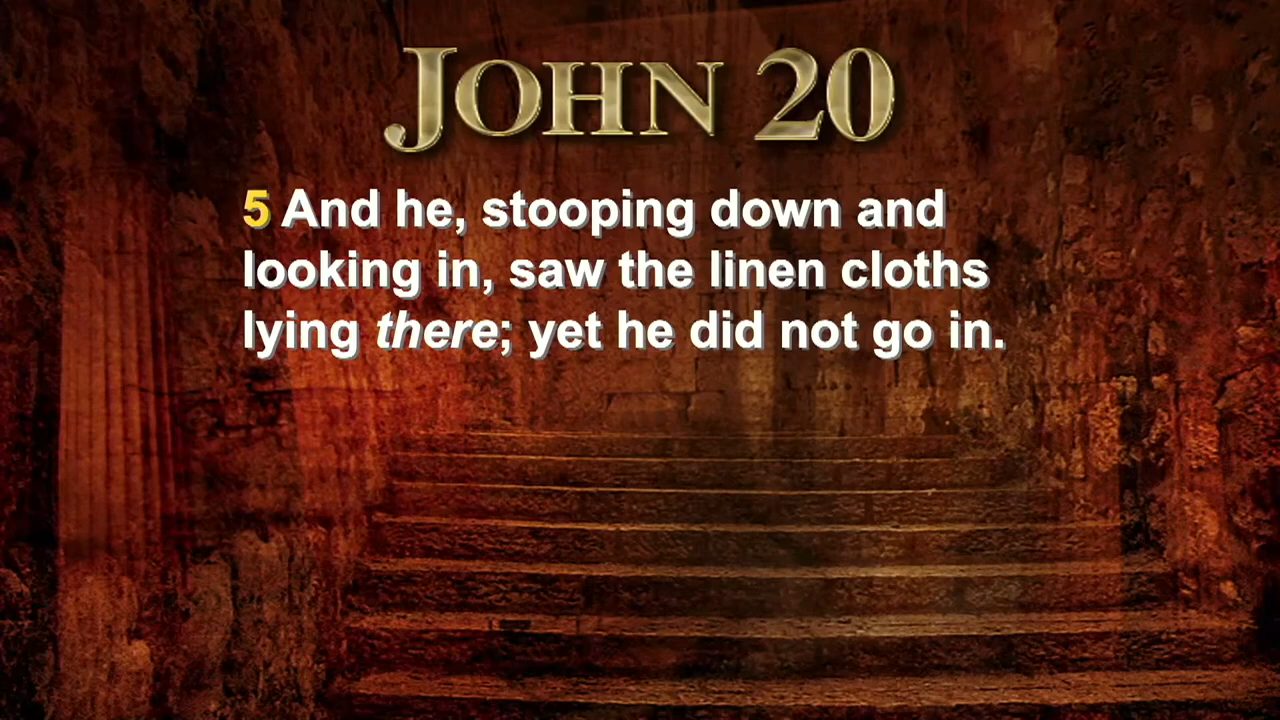 JOHN 20
5 And he, stooping down and
looking in, saw the linen cloths
lying there; yet he did not go in.